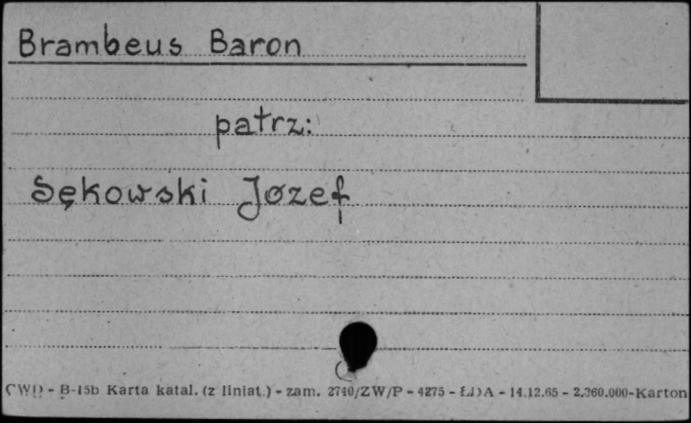 Brambeus Baron
patrz:
Sękowski Jozef
CWD - B-15b Karta katal. (z liniat.) - zam. 2740/ZW/P - 4275 - ŁDA - 14.12.65 - 2.360.000 - Karton